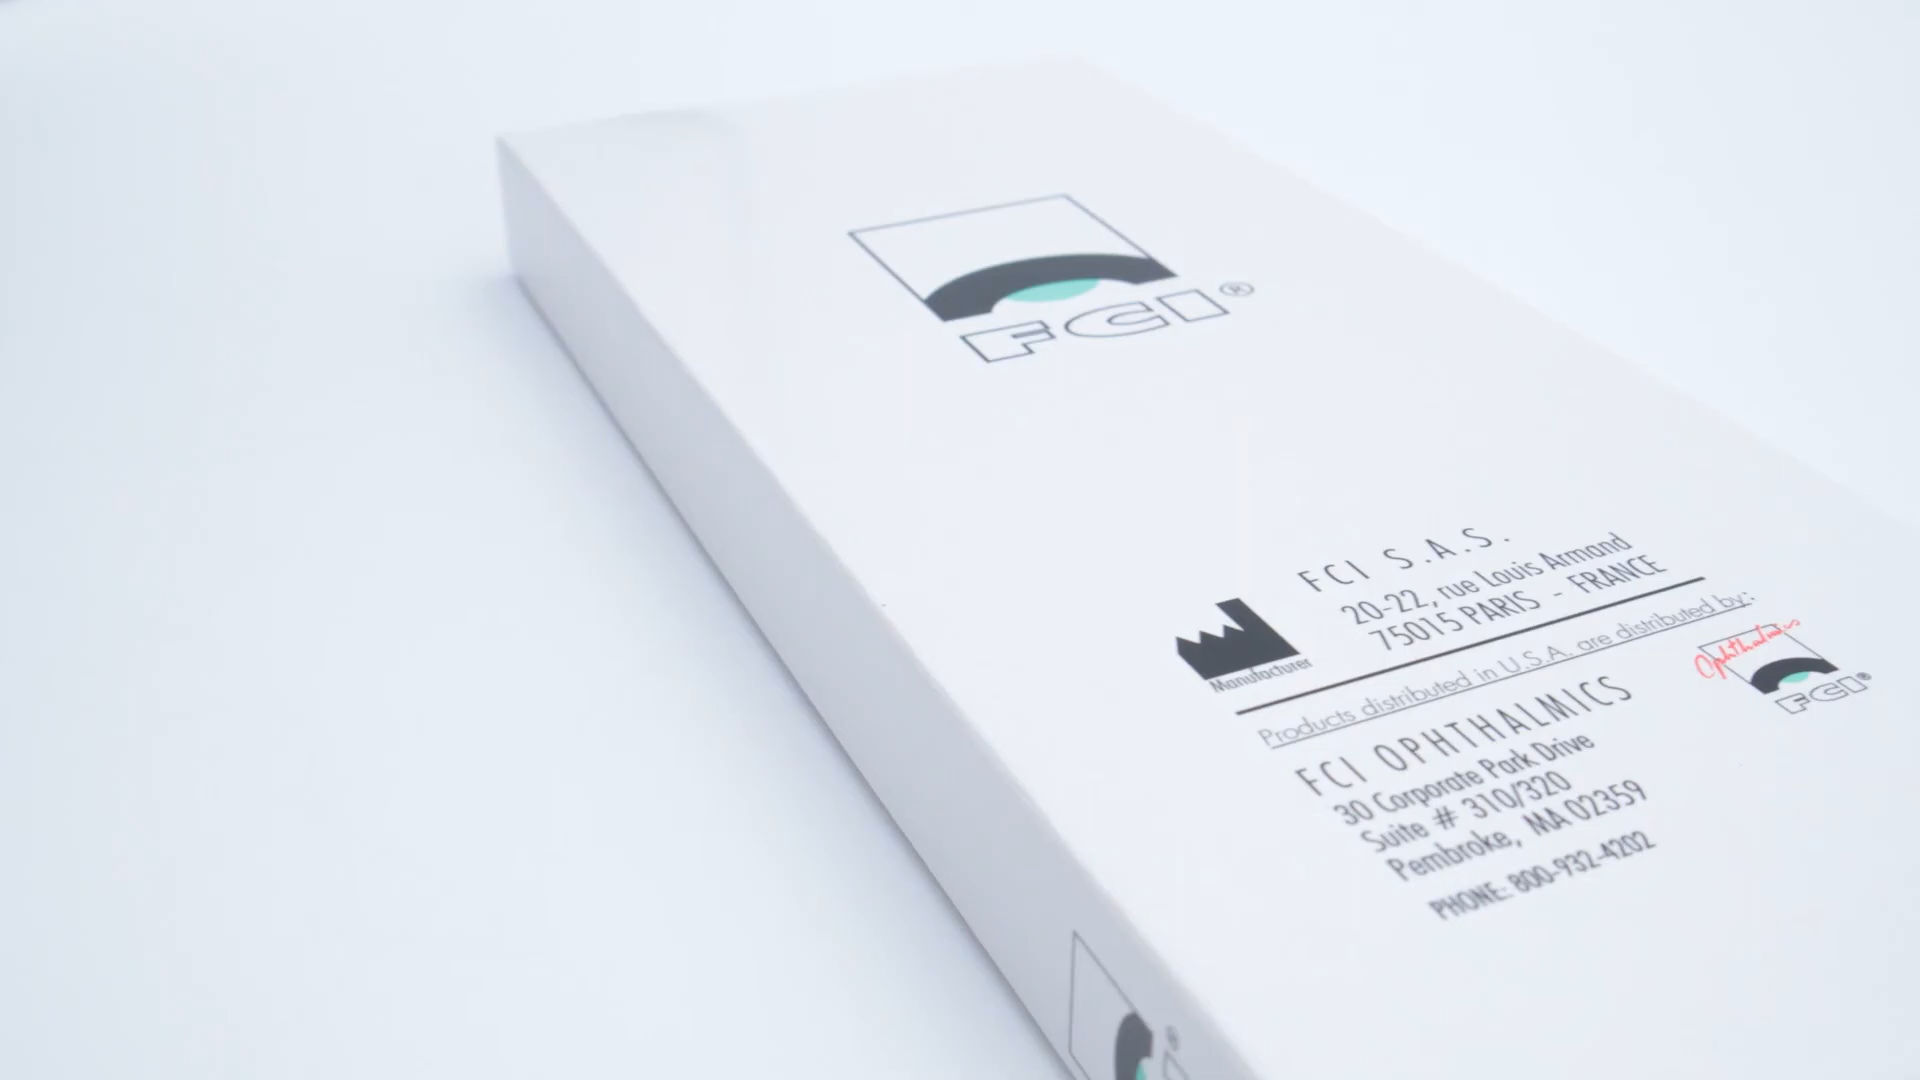 FCI®
FCI S.A.S.
20-22, rue Louis Armand
75015 PARIS - FRANCE
Manufacturer
Products distributed in U.S.A. are distributed by:
Ophthalmics
FCI®
FCI OPHTHALMICS
30 Corporate Park Drive
Suite # 310/320
Pembroke, MA 02359
PHONE: 800-932-4202